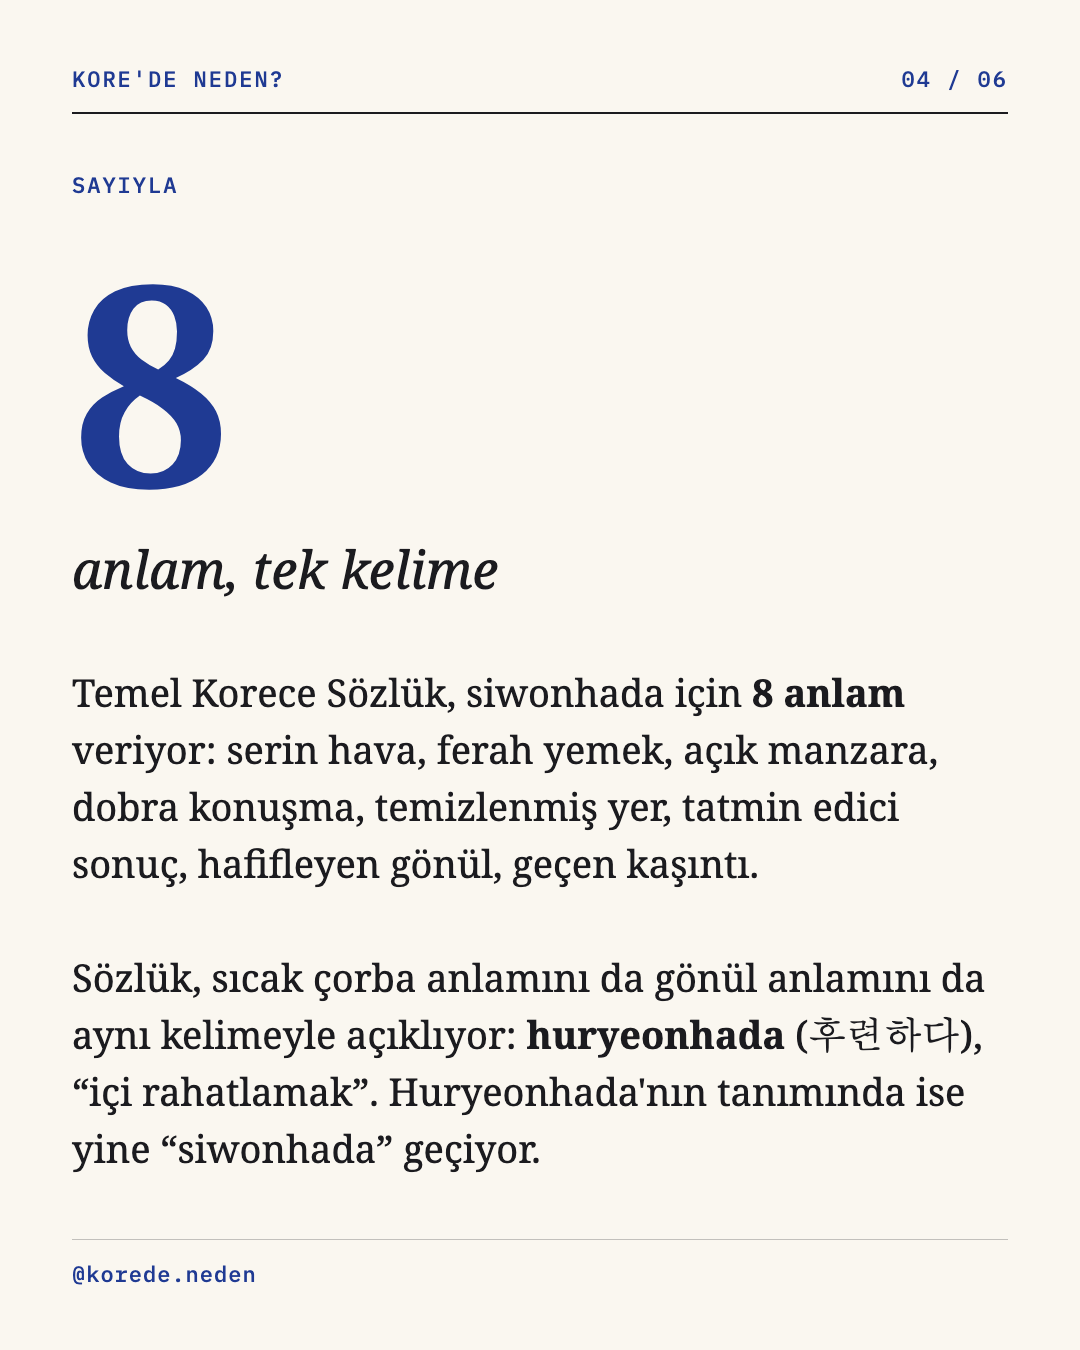 KORE'DE NEDEN?
04 / 06
SAYIYLA
8
anlam, tek kelime
Temel Korece Sözlük, siwonhada için 8 anlam
veriyor: serin hava, ferah yemek, açık manzara,
dobra konuşma, temizlenmiş yer, tatmin edici
sonuç, hafifleyen gönül, geçen kaşıntı.
Sözlük, sıcak çorba anlamını da gönül anlamını da
aynı kelimeyle açıklıyor: huryeonhada (후련하다),
“içi rahatlamak”. Huryeonhada'nın tanımında ise
yine “siwonhada” geçiyor.
@korede.neden